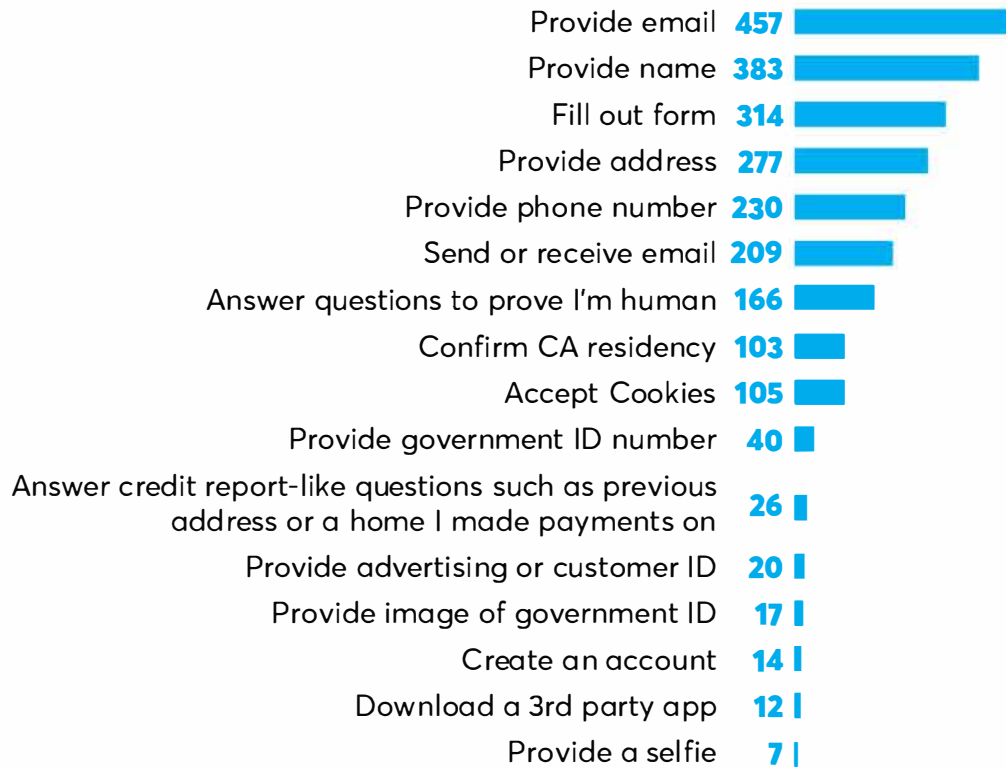 Provide email 457
Provide name 383
Fill out form 314
Provide address 277
Provide phone number 230
Send or receive email 209
Answer questions to prove I'm human 166
Confirm CA residency 103
Accept Cookies 105
Provide government ID number 40
Answer credit report-like questions such as previous
address or a home I made payments on 26
Provide advertising or customer ID 20
Provide image of government ID 17
Create an account 14
Download a 3rd party app 12
Provide a selfie 7